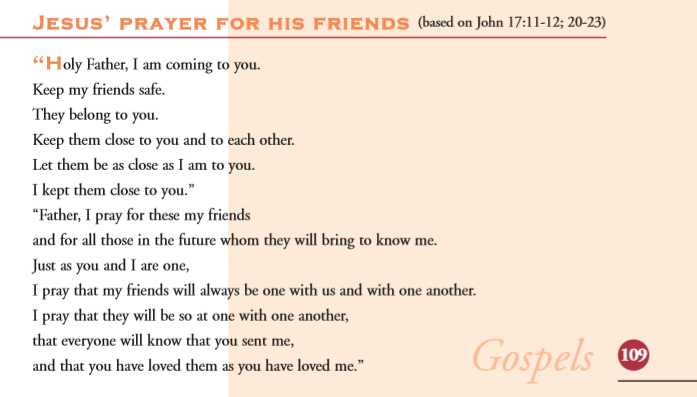 JESUS’ PRAYER FOR HIS FRIENDS (based on John 17:11-12; 20-23)
“Holy Father, I am coming to you.
Keep my friends safe.
They belong to you.
Keep them close to you and to each other.
Let them be as close as I am to you.
I kept them close to you.”
“Father, I pray for these my friends
and for all those in the future whom they will bring to know me.
Just as you and I are one,
I pray that my friends will always be one with us and with one another.
I pray that they will be so at one with one another,
that everyone will know that you sent me,
and that you have loved them as you have loved me.”
Gospels 109